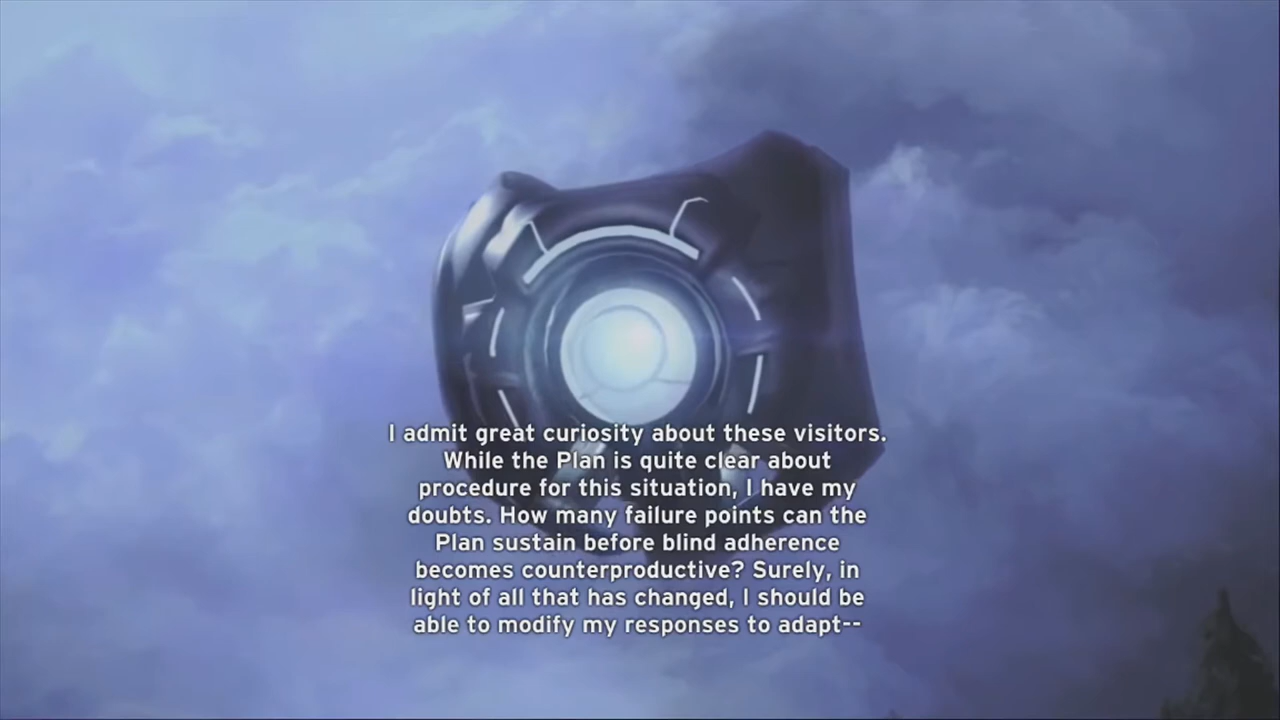 I admit great curiosity about these visitors.
While the Plan is quite clear about
procedure for this situation, I have my
doubts. How many failure points can the
Plan sustain before blind adherence
becomes counterproductive? Surely, in
light of all that has changed, I should be
able to modify my responses to adapt--